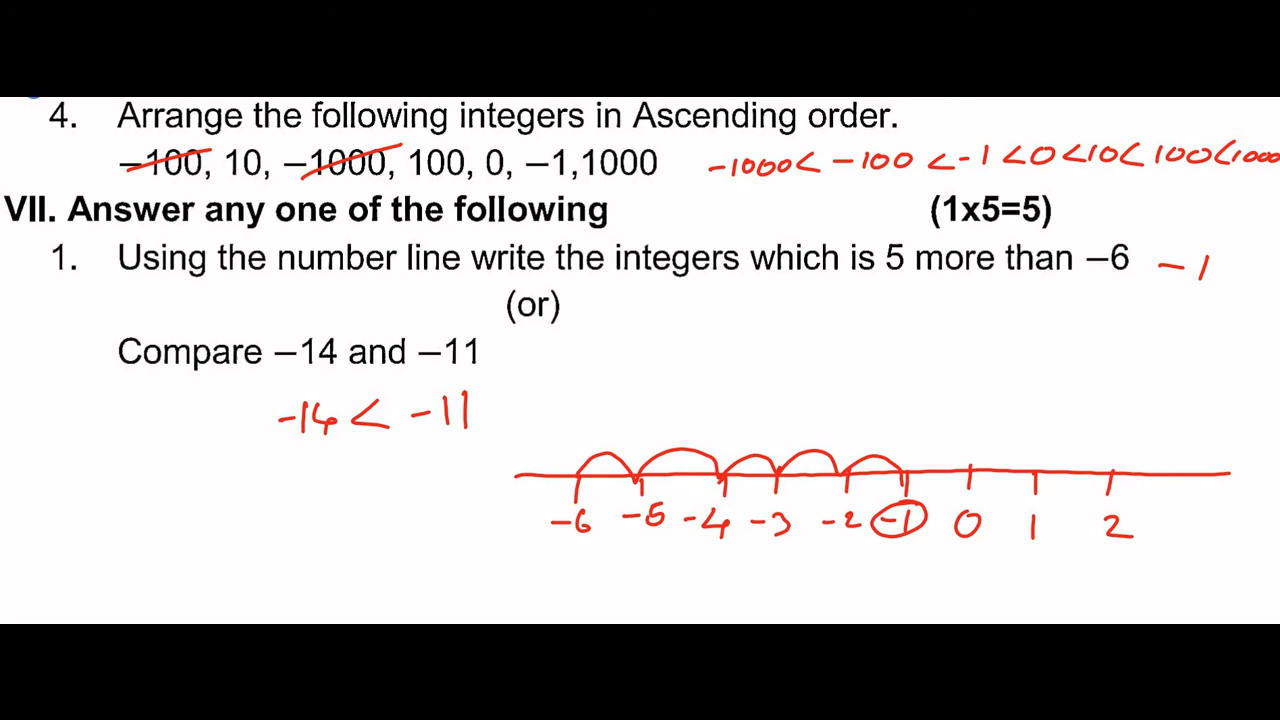 4. Arrange the following integers in Ascending order.
−100, 10, −1000, 100, 0, −1,1000 -1000 < -100 < -1 < 0 < 10 < 100 < 1000
VII. Answer any one of the following (1x5=5)
1. Using the number line write the integers which is 5 more than −6 -1
(or)
Compare −14 and −11
-14 < -11
-6 -5 -4 -3 -2 -1 0 1 2